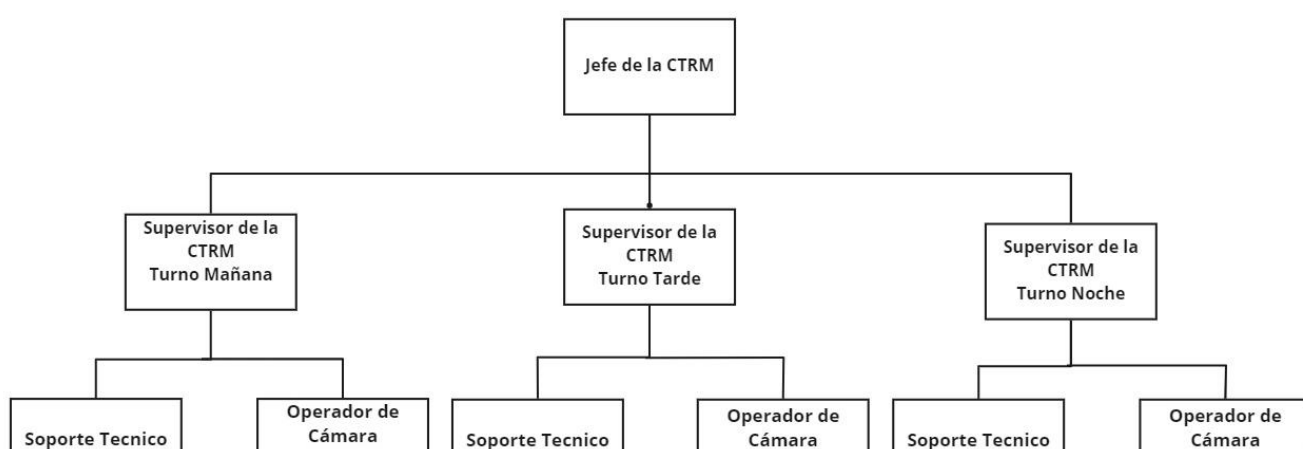 Jefe de la CTRM
Supervisor de la
CTRM
Turno Mañana
Supervisor de la
CTRM
Turno Tarde
Supervisor de la
CTRM
Turno Noche
Soporte Tecnico
Operador de
Cámara
Soporte Tecnico
Operador de
Cámara
Soporte Tecnico
Operador de
Cámara